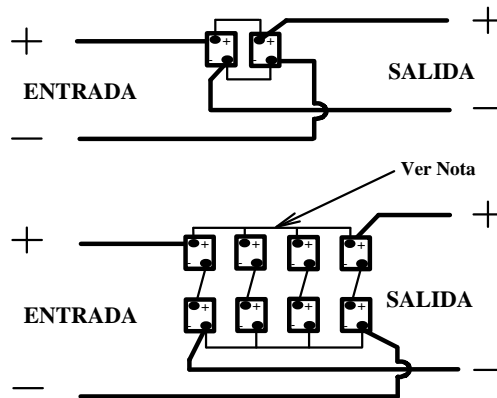 + +
ENTRADA SALIDA
— —
Ver Nota
+ +
ENTRADA SALIDA
— —